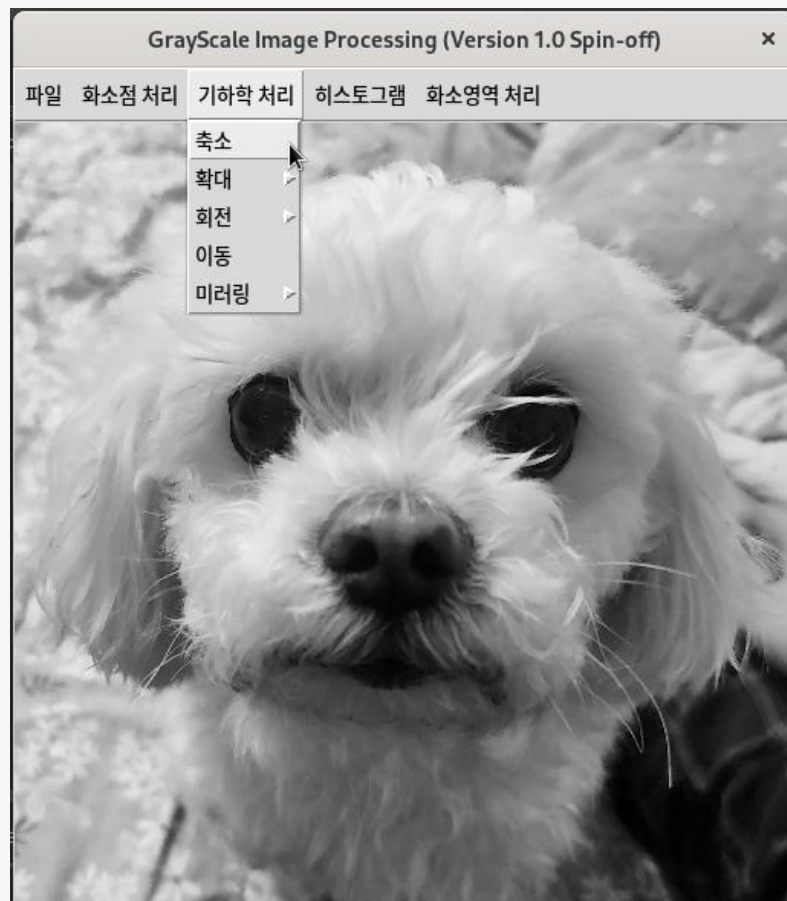 GrayScale Image Processing (Version 1.0 Spin-off)
파일 화소점 처리 기하학 처리 히스토그램 화소영역 처리
축소
확대
회전
이동
미러링